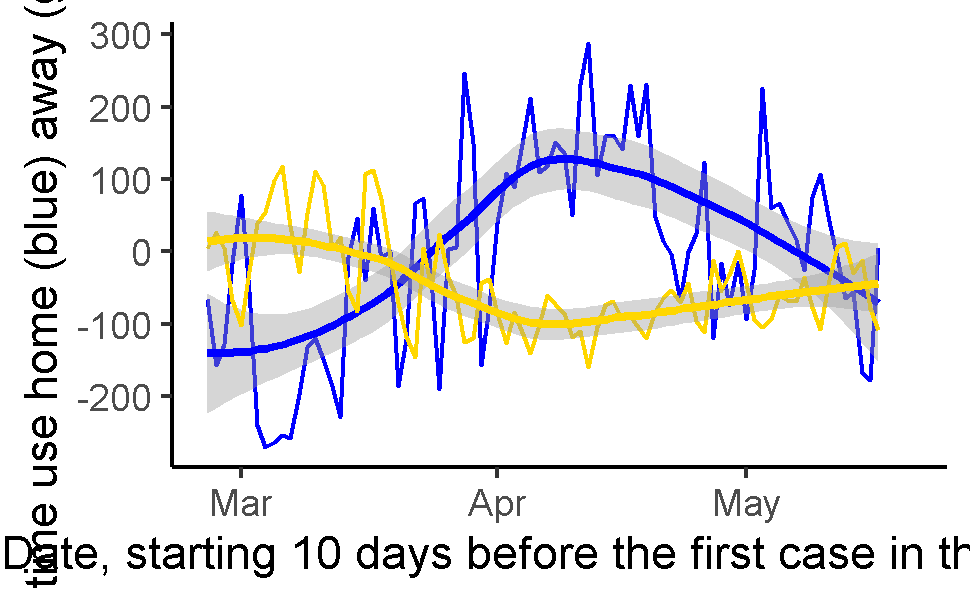 time use home (blue) away (
300
200
100
0
-100
-200
Mar Apr May
Date, starting 10 days before the first case in th